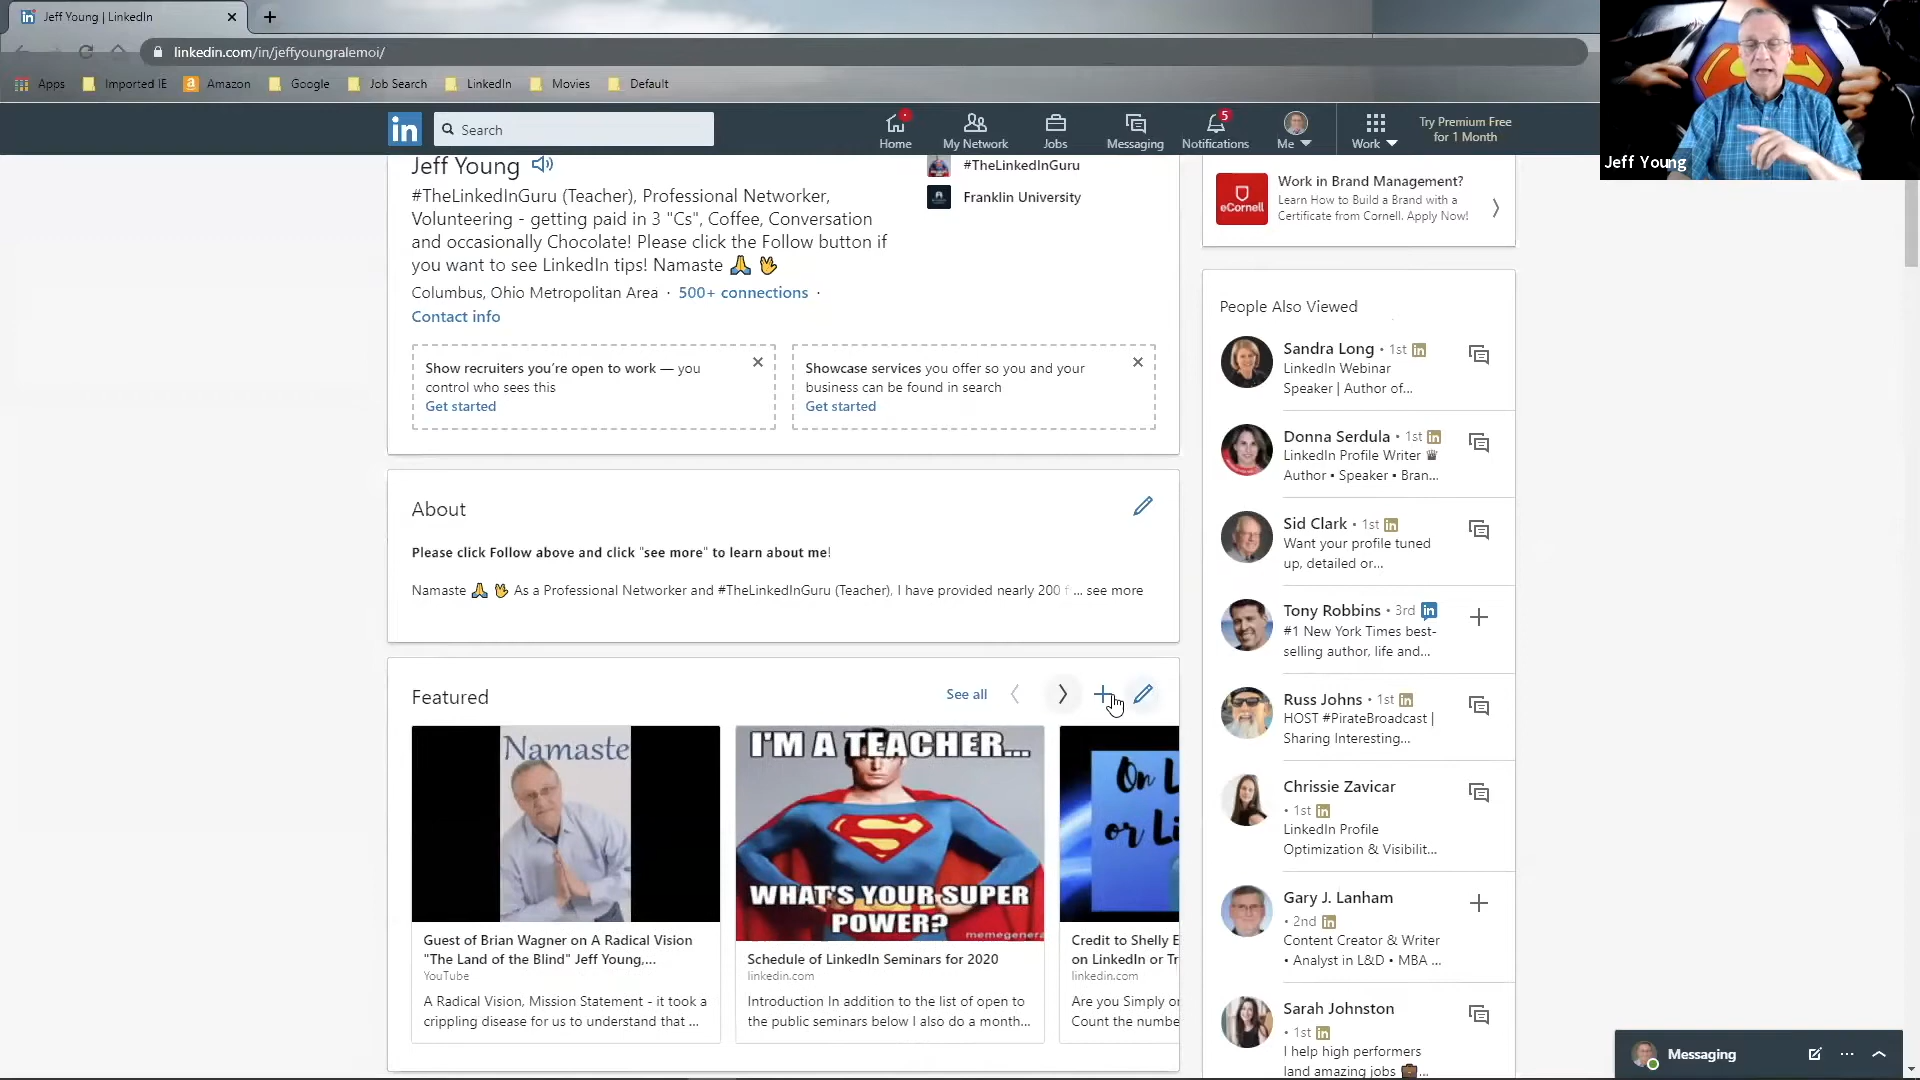 Jeff Young | LinkedIn
linkedin.com/in/jeffyoungralemoi/
Apps
Imported IE
Amazon
Google
Job Search
LinkedIn
Movies
Default
in
Search
Home
My Network
Jobs
Messaging
5
Notifications
Me
Work
Try Premium Free
for 1 Month
Jeff Young
Jeff Young
#TheLinkedInGuru (Teacher), Professional Networker,
Volunteering - getting paid in 3 "Cs", Coffee, Conversation
and occasionally Chocolate! Please click the Follow button if
you want to see LinkedIn tips! Namaste 🙏 🖖
Columbus, Ohio Metropolitan Area · 500+ connections ·
Contact info
#TheLinkedInGuru
Franklin University
Show recruiters you're open to work — you
control who sees this
Get started
Showcase services you offer so you and your
business can be found in search
Get started
About
Please click Follow above and click "see more" to learn about me!
Namaste 🙏 🖖 As a Professional Networker and #TheLinkedInGuru (Teacher), I have provided nearly 200 f ... see more
Featured
See all
Namaste
Guest of Brian Wagner on A Radical Vision
"The Land of the Blind" Jeff Young,...
YouTube
A Radical Vision, Mission Statement - it took a
crippling disease for us to understand that ...
I'M A TEACHER...
WHAT'S YOUR SUPER
POWER?
memegenera
Schedule of LinkedIn Seminars for 2020
linkedin.com
Introduction In addition to the list of open to
the public seminars below I also do a month...
On L
or Li
Credit to Shelly E
on LinkedIn or Tr
linkedin.com
Are you Simply o
Count the numbe
eCornell
Work in Brand Management?
Learn How to Build a Brand with a
Certificate from Cornell. Apply Now!
People Also Viewed
Sandra Long • 1st in
LinkedIn Webinar
Speaker | Author of...
Donna Serdula • 1st in
LinkedIn Profile Writer ♛
Author • Speaker • Bran...
Sid Clark • 1st in
Want your profile tuned
up, detailed or...
Tony Robbins • 3rd in
#1 New York Times best-
selling author, life and...
Russ Johns • 1st in
HOST #PirateBroadcast |
Sharing Interesting...
Chrissie Zavicar
• 1st in
LinkedIn Profile
Optimization & Visibilit...
Gary J. Lanham
• 2nd in
Content Creator & Writer
• Analyst in L&D • MBA ...
Sarah Johnston
• 1st in
I help high performers
land amazing jobs 💼...
Messaging